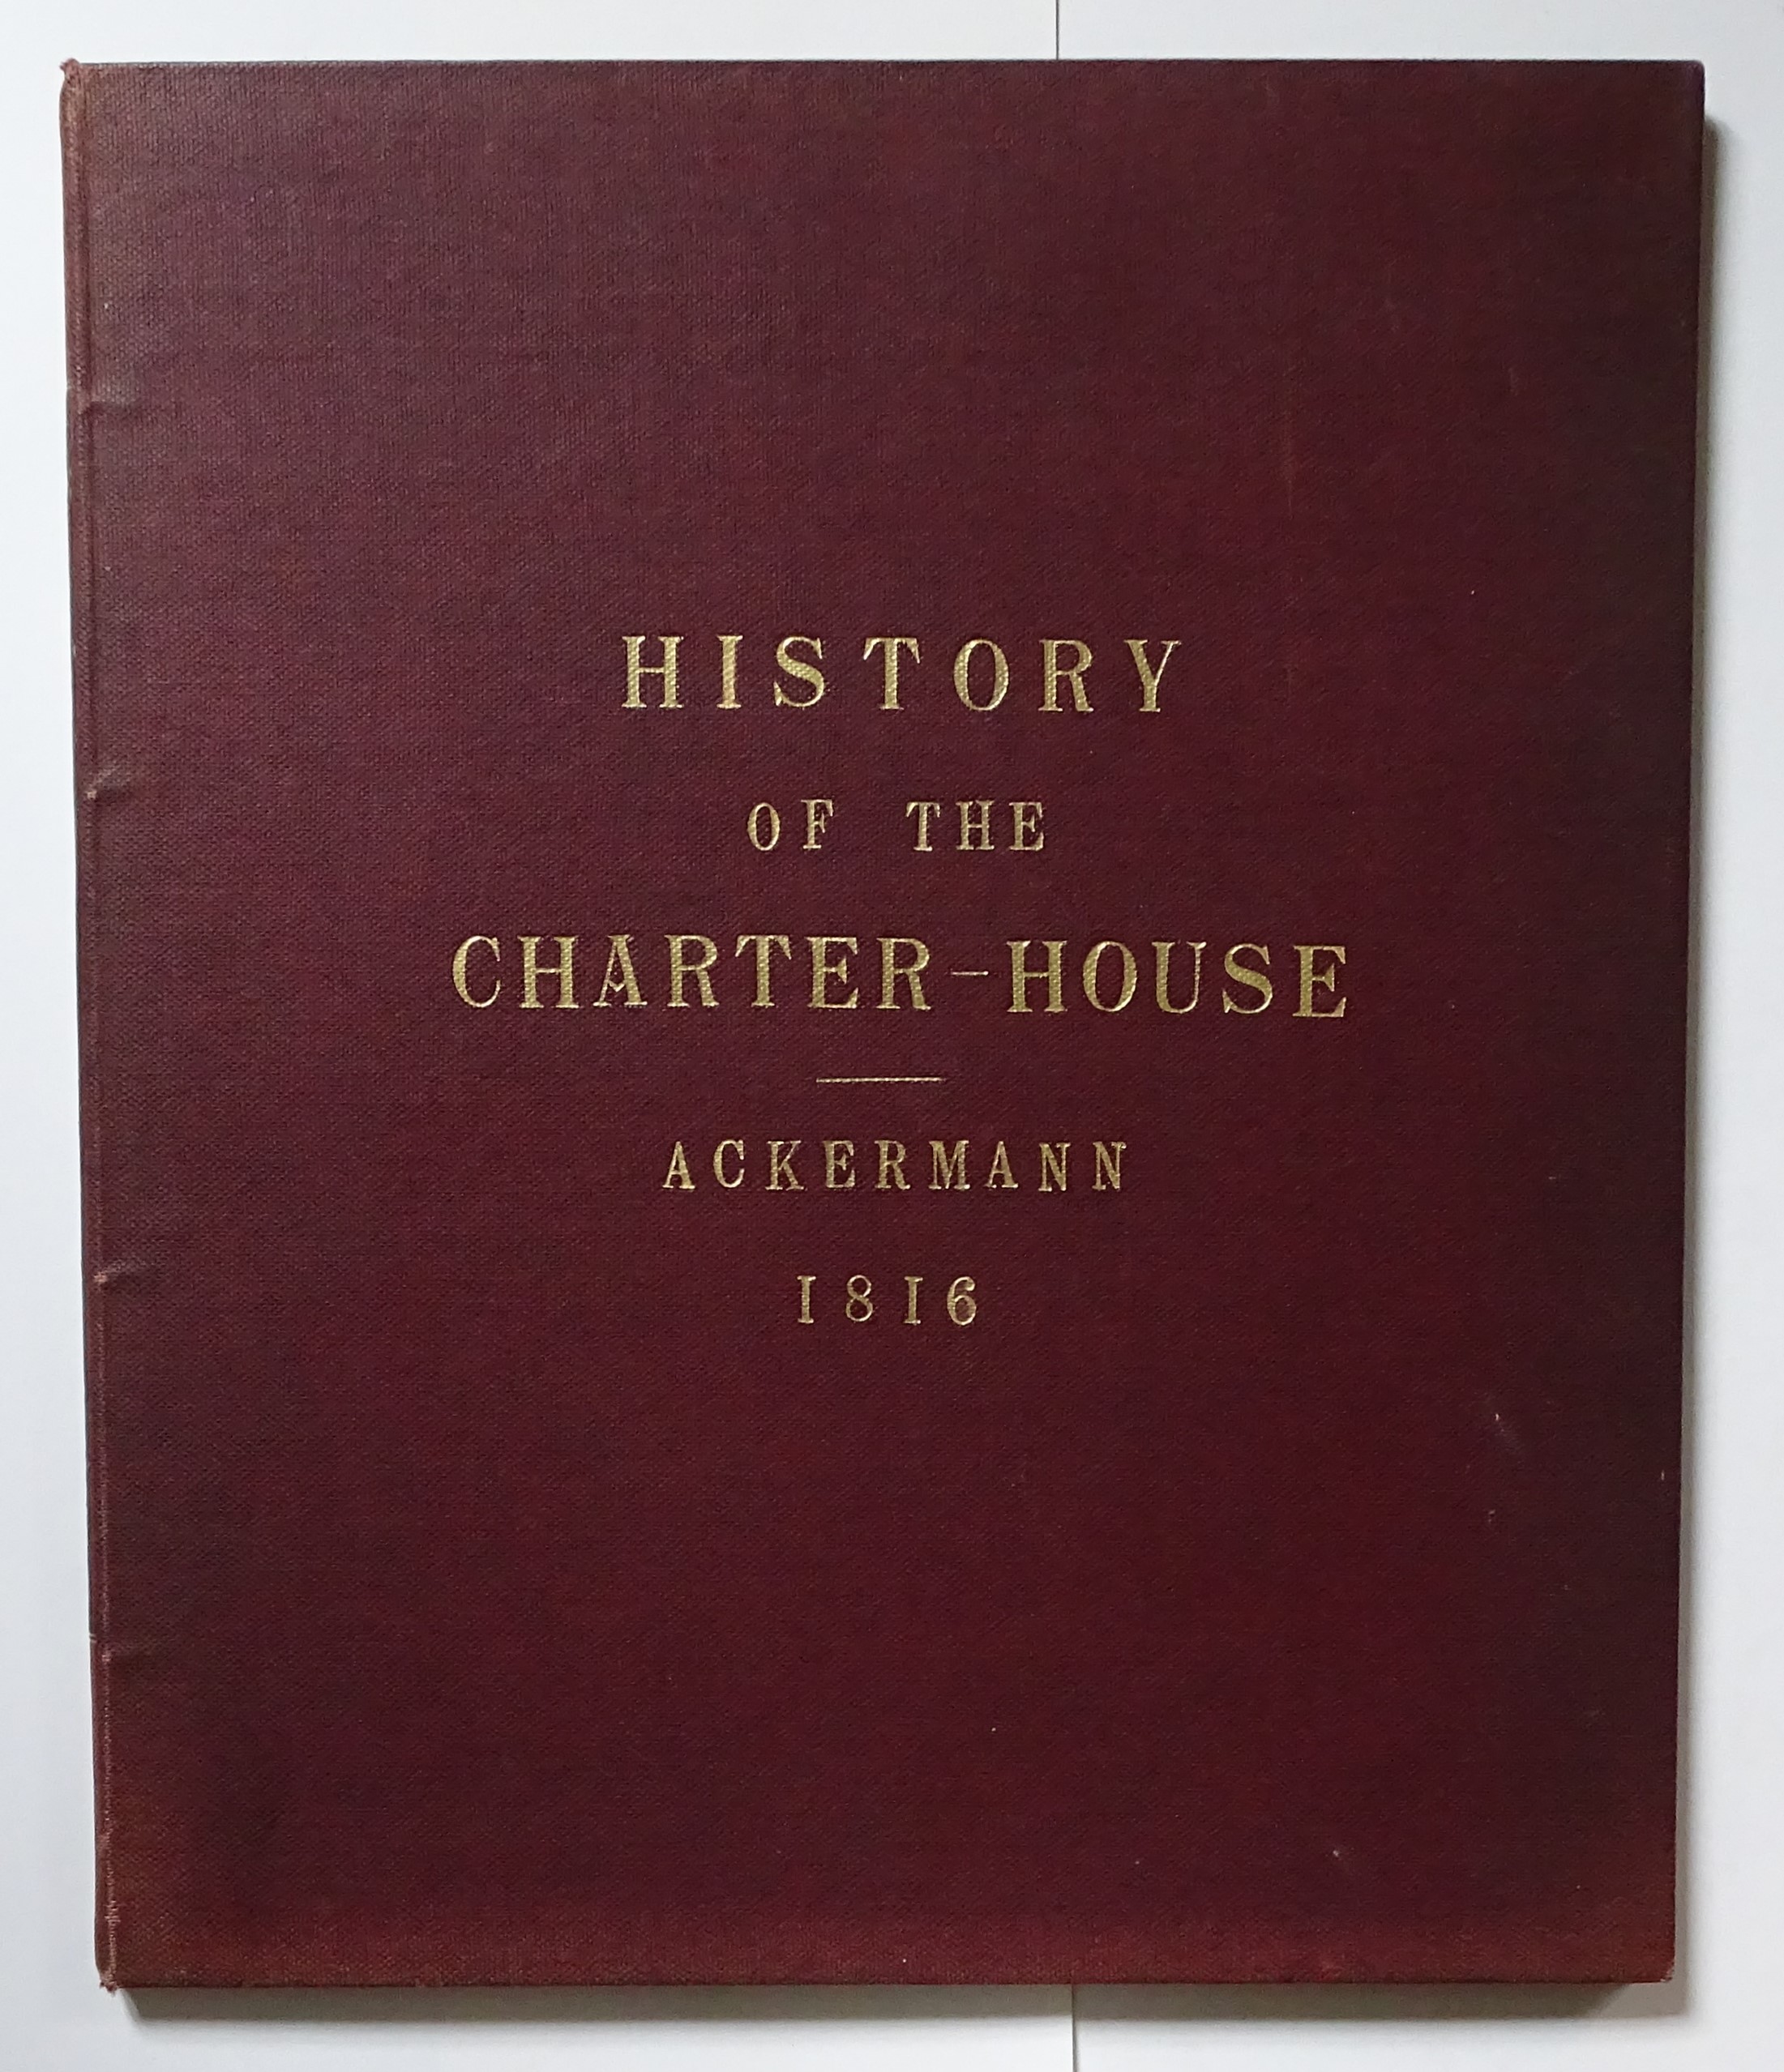 HISTORY
OF THE
CHARTER-HOUSE
ACKERMANN
1816